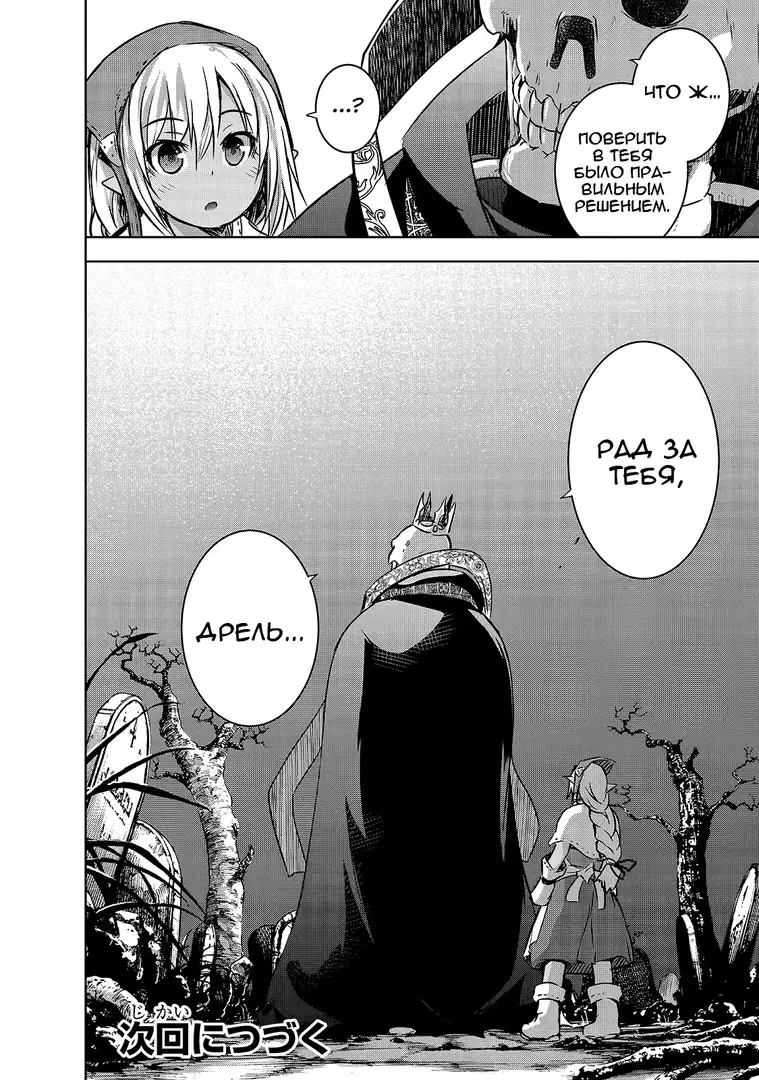 ЧТО Ж...
ПОВЕРИТЬ
В ТЕБЯ
БЫЛО ПРА-
ВИЛЬНЫМ
РЕШЕНИЕМ.
...?
РАД ЗА
ТЕБЯ,
ДРЕЛЬ...
じかい
次回につづく